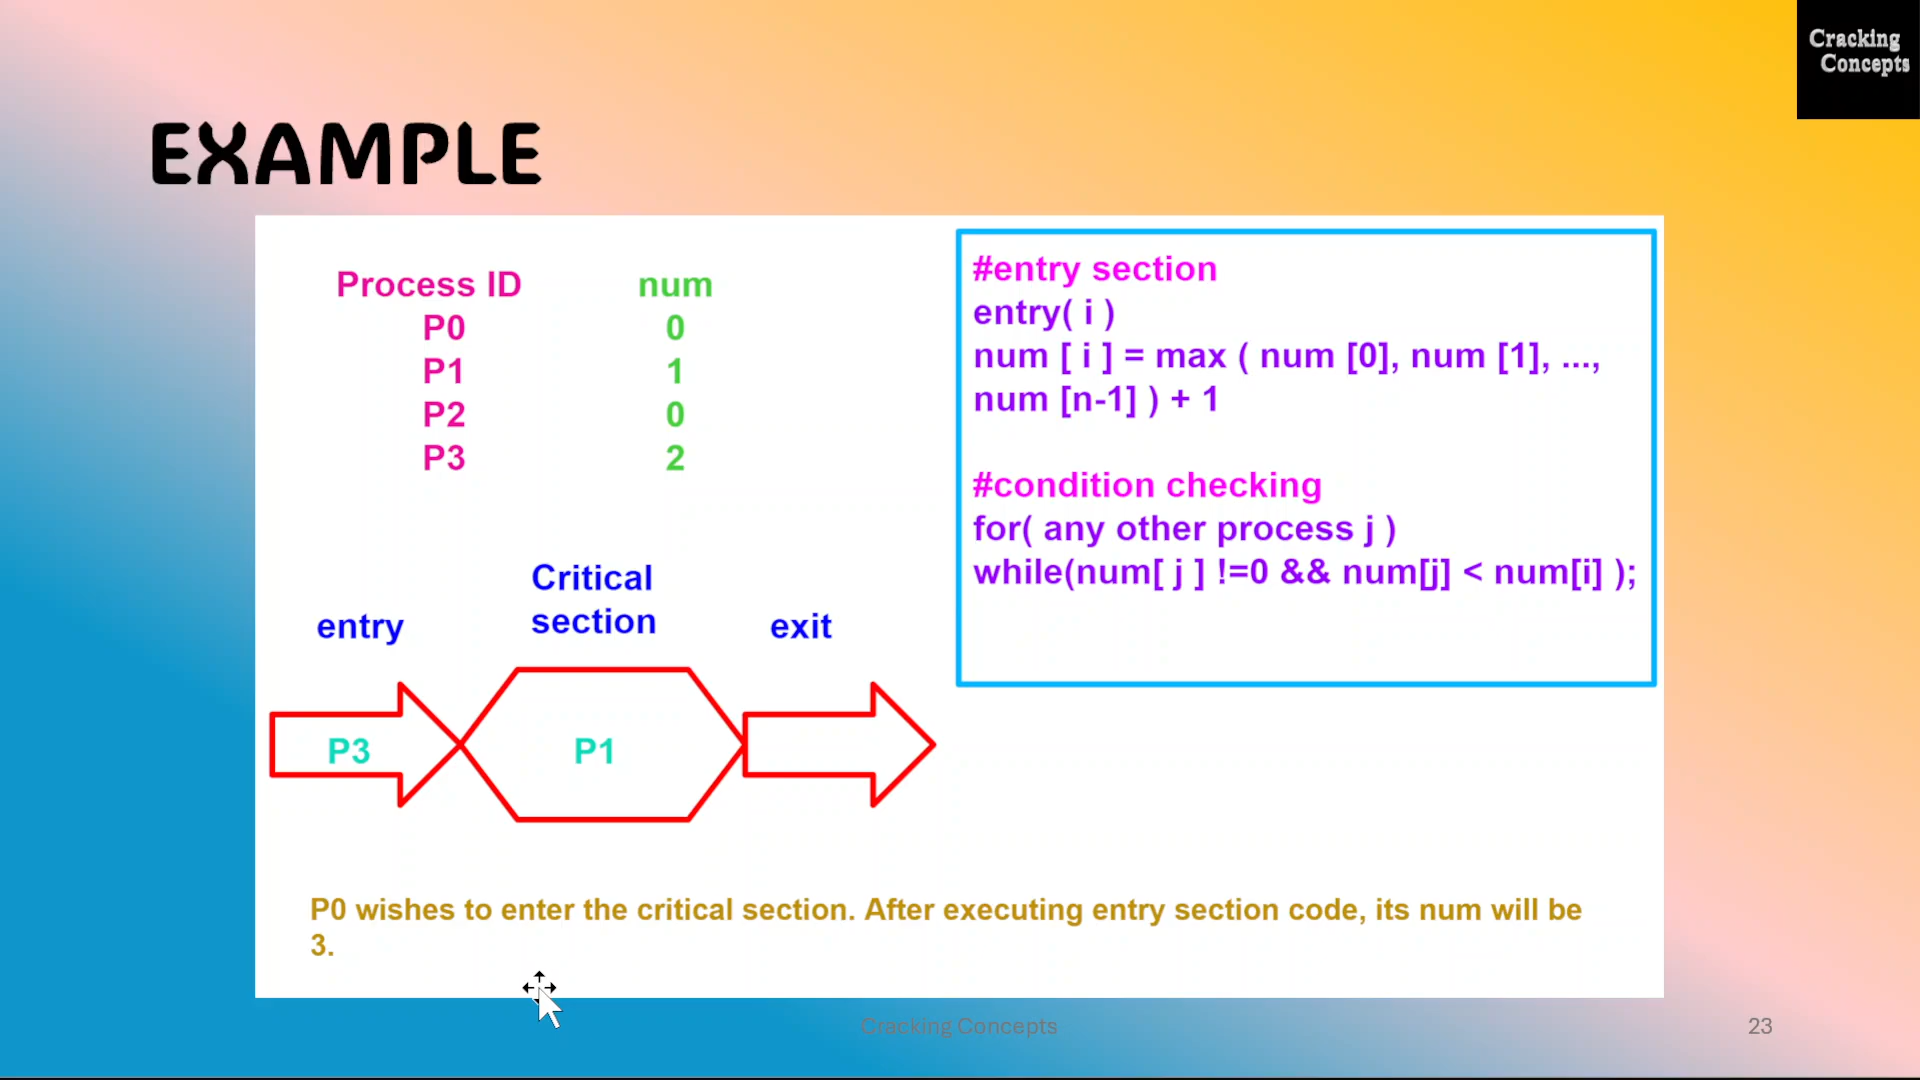 Cracking
Concepts
EXAMPLE
Process ID num
P0 0
P1 1
P2 0
P3 2
#entry section
entry( i )
num [ i ] = max ( num [0], num [1], ...,
num [n-1] ) + 1
#condition checking
for( any other process j )
while(num[ j ] !=0 && num[j] < num[i] );
Critical
section
entry
exit
P3
P1
P0 wishes to enter the critical section. After executing entry section code, its num will be
3.
Cracking Concepts
23